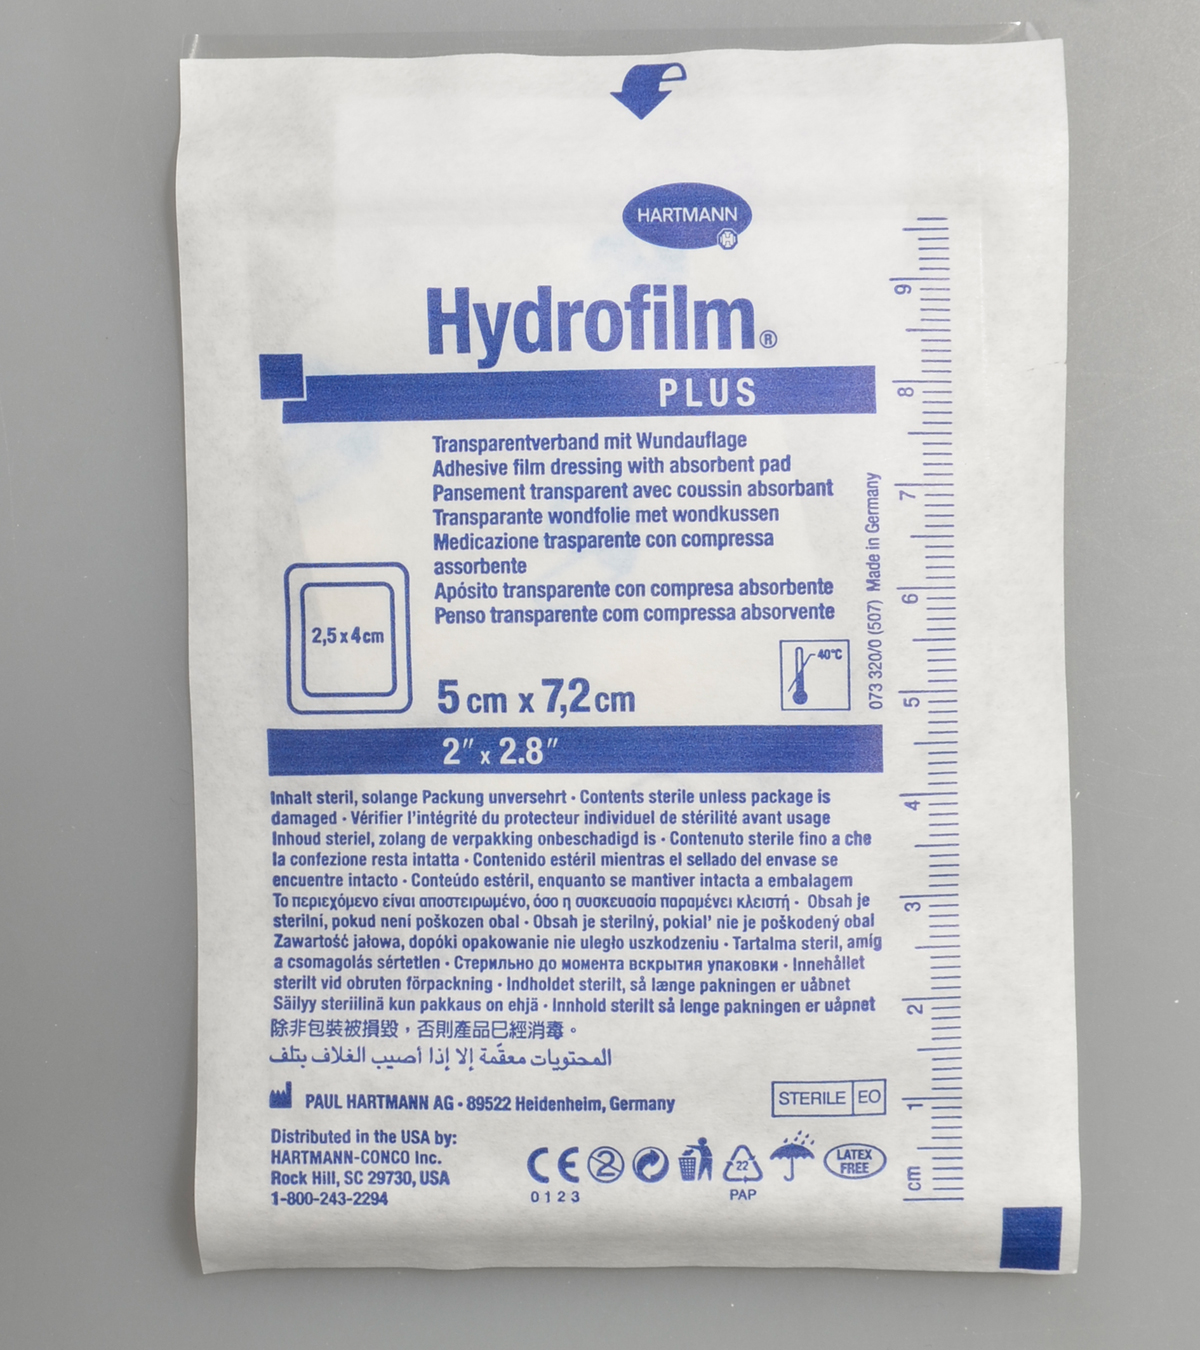 HARTMANN
Hydrofilm®
PLUS
Transparentverband mit Wundauflage
Adhesive film dressing with absorbent pad
Pansement transparent avec coussin absorbant
Transparante wondfolie met wondkussen
Medicazione trasparente con compressa
assorbente
Apósito transparente con compresa absorbente
Penso transparente com compressa absorvente
2,5 x 4 cm
40°C
5 cm x 7,2 cm
2" x 2.8"
073 320/0 (507) Made in Germany
Inhalt steril, solange Packung unversehrt · Contents sterile unless package is
damaged · Vérifier l'intégrité du protecteur individuel de stérilité avant usage
Inhoud steriel, zolang de verpakking onbeschadigd is · Contenuto sterile fino a che
la confezione resta intatta · Contenido estéril mientras el sellado del envase se
encuentre intacto · Conteúdo estéril, enquanto se mantiver intacta a embalagem
Το περιεχόμενο είναι αποστειρωμένο, όσο η συσκευασία παραμένει κλειστή · Obsah je
sterilní, pokud není poškozen obal · Obsah je sterilný, pokial' nie je poškodený obal
Zawartość jałowa, dopóki opakowanie nie uległo uszkodzeniu · Tartalma steril, amíg
a csomagolás sértetlen · Стерильно до момента вскрытия упаковки · Innehållet
sterilt vid obruten förpackning · Indholdet sterilt, så længe pakningen er uåbnet
Säilyy steriilinä kun pakkaus on ehjä · Innhold sterilt så lenge pakningen er uåpnet
除非包裝被損毀，否則產品巳經消毒。
المحتويات معقّمة إلا إذا أصيب الغلاف بتلف
PAUL HARTMANN AG · 89522 Heidenheim, Germany
STERILE EO
Distributed in the USA by:
HARTMANN-CONCO Inc.
Rock Hill, SC 29730, USA
1-800-243-2294
CE
0123
2
22
PAP
LATEX
FREE
9
8
7
6
5
4
3
2
1
cm